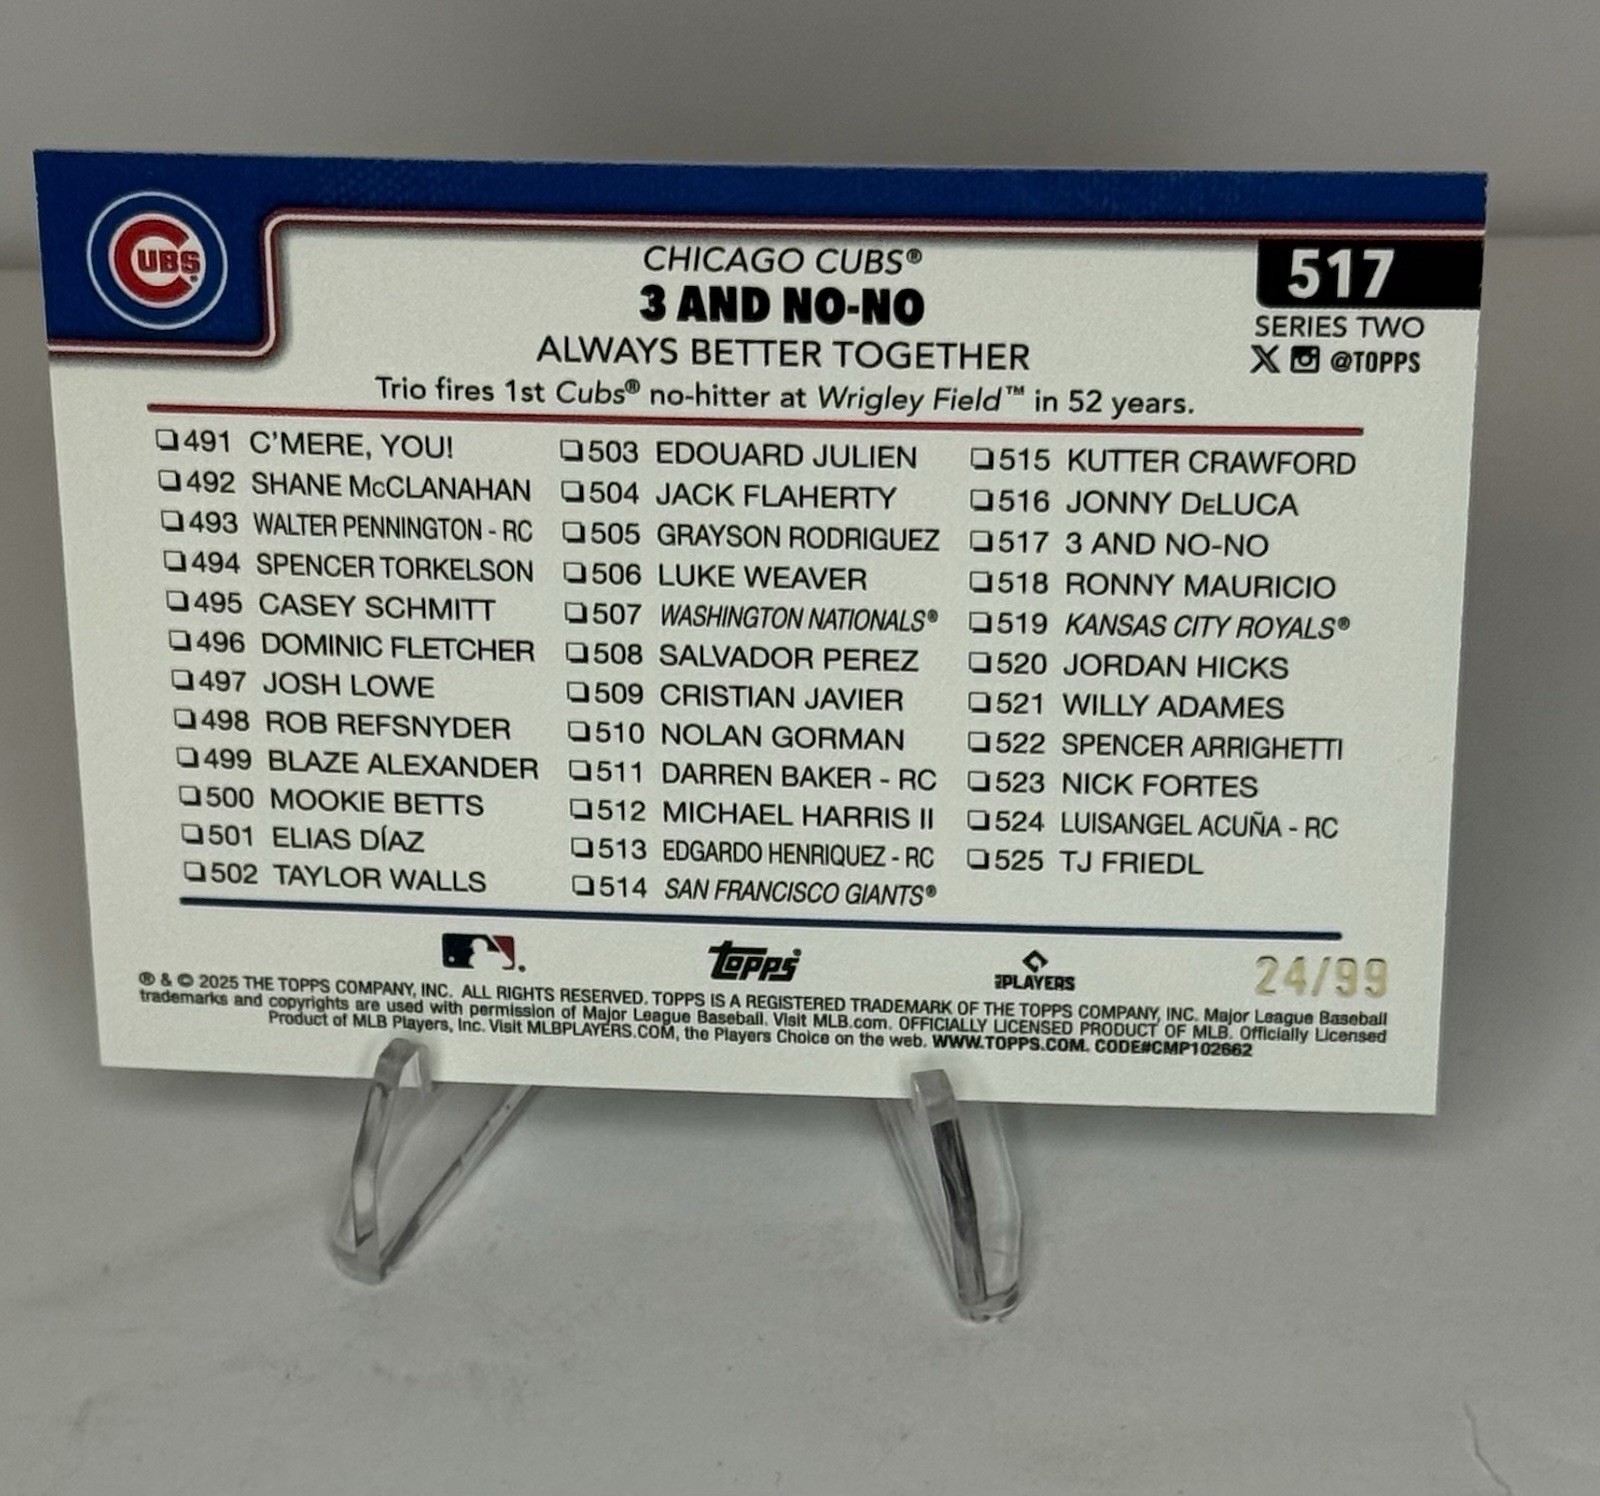 CUBS
CHICAGO CUBS®
3 AND NO-NO
ALWAYS BETTER TOGETHER
Trio fires 1st Cubs® no-hitter at Wrigley Field™ in 52 years.
517
SERIES TWO
X @TOPPS
❏491 C'MERE, YOU!
❏492 SHANE McCLANAHAN
❏493 WALTER PENNINGTON - RC
❏494 SPENCER TORKELSON
❏495 CASEY SCHMITT
❏496 DOMINIC FLETCHER
❏497 JOSH LOWE
❏498 ROB REFSNYDER
❏499 BLAZE ALEXANDER
❏500 MOOKIE BETTS
❏501 ELIAS DÍAZ
❏502 TAYLOR WALLS
❏503 EDOUARD JULIEN
❏504 JACK FLAHERTY
❏505 GRAYSON RODRIGUEZ
❏506 LUKE WEAVER
❏507 WASHINGTON NATIONALS®
❏508 SALVADOR PEREZ
❏509 CRISTIAN JAVIER
❏510 NOLAN GORMAN
❏511 DARREN BAKER - RC
❏512 MICHAEL HARRIS II
❏513 EDGARDO HENRIQUEZ - RC
❏514 SAN FRANCISCO GIANTS®
❏515 KUTTER CRAWFORD
❏516 JONNY DeLUCA
❏517 3 AND NO-NO
❏518 RONNY MAURICIO
❏519 KANSAS CITY ROYALS®
❏520 JORDAN HICKS
❏521 WILLY ADAMES
❏522 SPENCER ARRIGHETTI
❏523 NICK FORTES
❏524 LUISANGEL ACUÑA - RC
❏525 TJ FRIEDL
topps®
PLAYERS
24/99
® & © 2025 THE TOPPS COMPANY, INC. ALL RIGHTS RESERVED. TOPPS IS A REGISTERED TRADEMARK OF THE TOPPS COMPANY, INC. Major League Baseball
trademarks and copyrights are used with permission of Major League Baseball. Visit MLB.com. OFFICIALLY LICENSED PRODUCT OF MLB. Officially Licensed
Product of MLB Players, Inc. Visit MLBPLAYERS.COM, the Players Choice on the web. WWW.TOPPS.COM. CODE#CMP102662